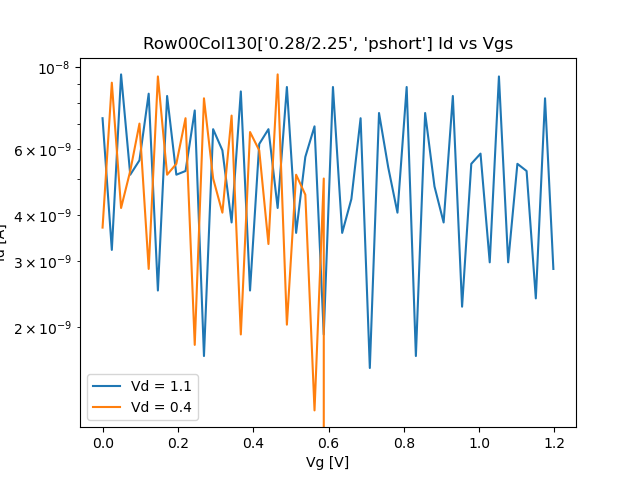 Row00Col130['0.28/2.25', 'pshort'] Id vs Vgs
10⁻⁸
6 × 10⁻⁹
4 × 10⁻⁹
3 × 10⁻⁹
2 × 10⁻⁹
Id [A]
Vd = 1.1
Vd = 0.4
0.0 0.2 0.4 0.6 0.8 1.0 1.2
Vg [V]